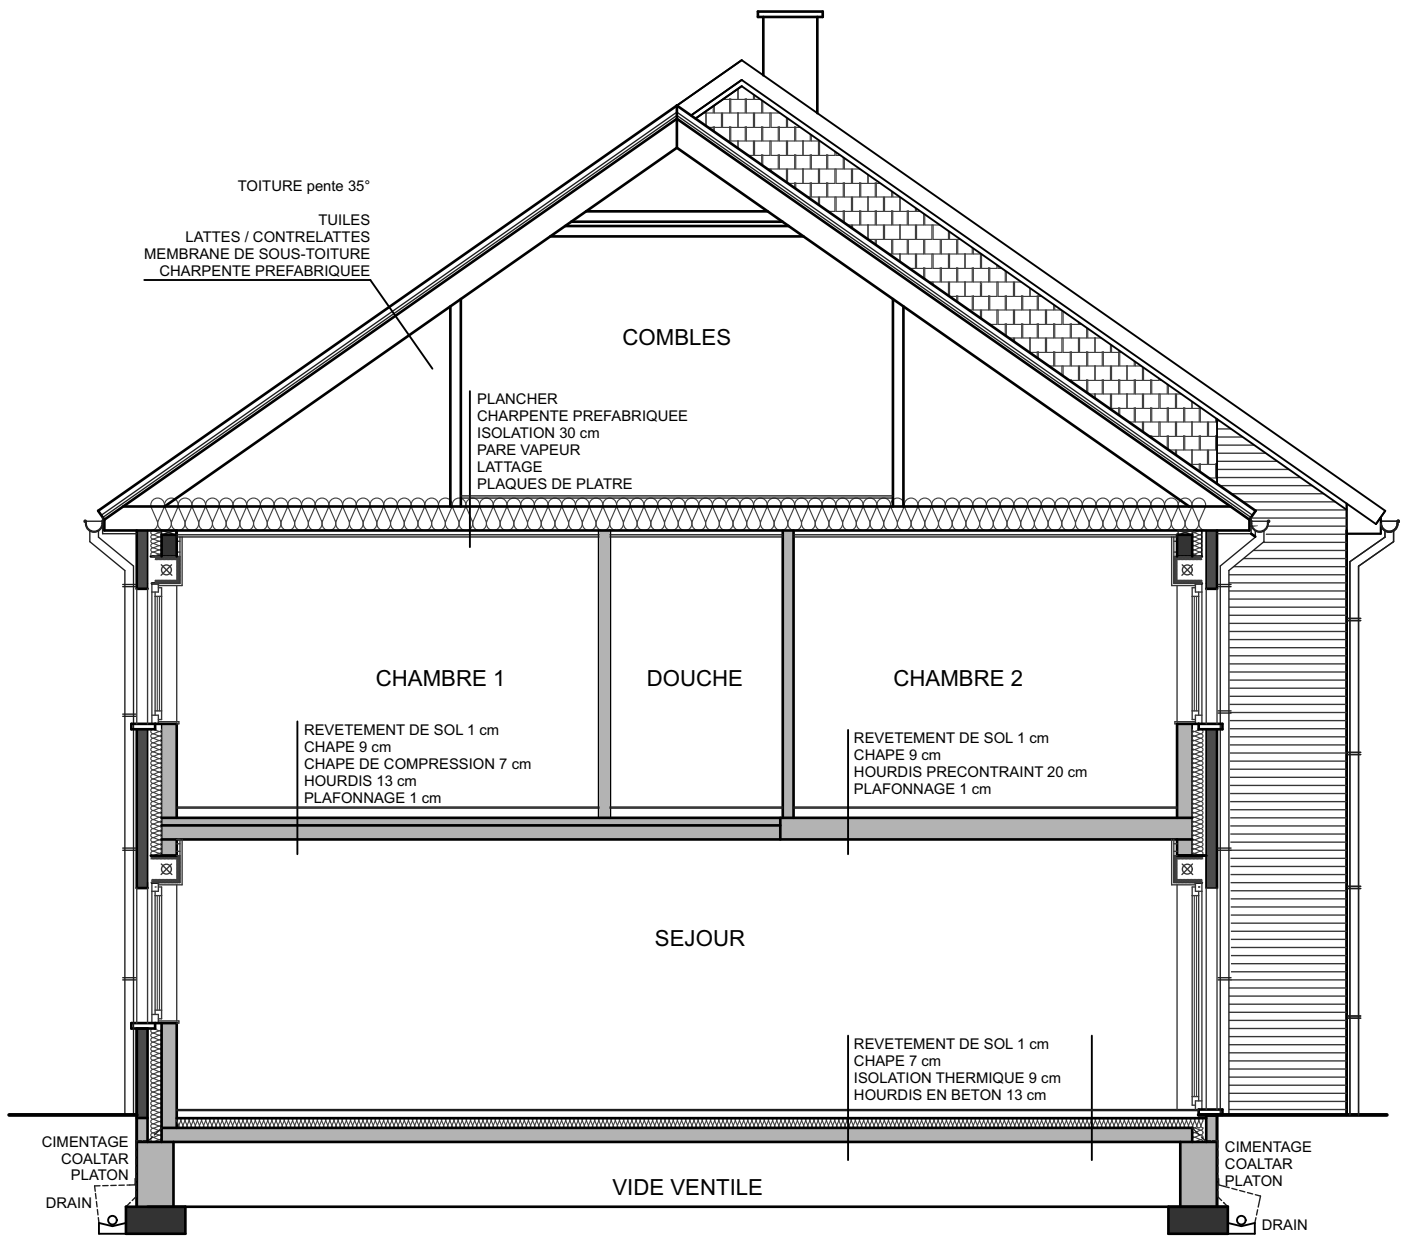 TOITURE pente 35°
TUILES
LATTES / CONTRELATTES
MEMBRANE DE SOUS-TOITURE
CHARPENTE PREFABRIQUEE
COMBLES
PLANCHER
CHARPENTE PREFABRIQUEE
ISOLATION 30 cm
PARE VAPEUR
LATTAGE
PLAQUES DE PLATRE
CHAMBRE 1
DOUCHE
CHAMBRE 2
REVETEMENT DE SOL 1 cm
CHAPE 9 cm
CHAPE DE COMPRESSION 7 cm
HOURDIS 13 cm
PLAFONNAGE 1 cm
REVETEMENT DE SOL 1 cm
CHAPE 9 cm
HOURDIS PRECONTRAINT 20 cm
PLAFONNAGE 1 cm
SEJOUR
REVETEMENT DE SOL 1 cm
CHAPE 7 cm
ISOLATION THERMIQUE 9 cm
HOURDIS EN BETON 13 cm
CIMENTAGE
COALTAR
PLATON
DRAIN
VIDE VENTILE
CIMENTAGE
COALTAR
PLATON
DRAIN